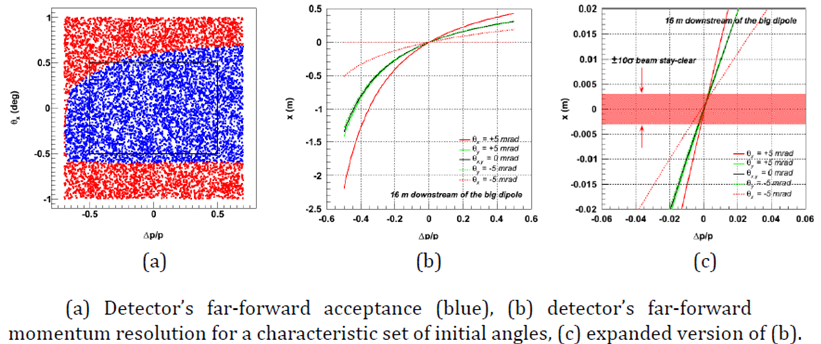 1
0.5
0
-0.5
-1
θx (deg)
-0.5 0 0.5
Δp/p
(a)
0.5
0
-0.5
-1.0
-1.5
-2
-2.5
x (m)
θx = +5 mrad
θy = +5 mrad
θx,y = 0 mrad
θy = -5 mrad
θx = -5 mrad
16 m downstream of the big dipole
-0.6 -0.4 -0.2 0 0.2 0.4 0.6
Δp/p
(b)
0.02
0.015
0.01
0.005
0
-0.005
-0.01
-0.015
-0.02
x (m)
16 m downstream of the big dipole
±10σ beam stay-clear
θx = +5 mrad
θy = +5 mrad
θx,y = 0 mrad
θy = -5 mrad
θx = -5 mrad
-0.06 -0.04 -0.02 0 0.02 0.04 0.06
Δp/p
(c)
(a) Detector's far-forward acceptance (blue), (b) detector's far-forward
momentum resolution for a characteristic set of initial angles, (c) expanded version of (b).